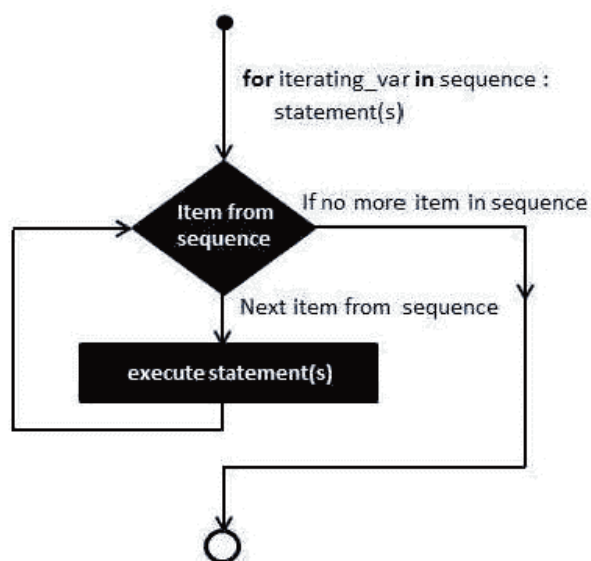 for iterating_var in sequence :
statement(s)
If no more item in sequence
Item from
sequence
Next item from sequence
execute statement(s)